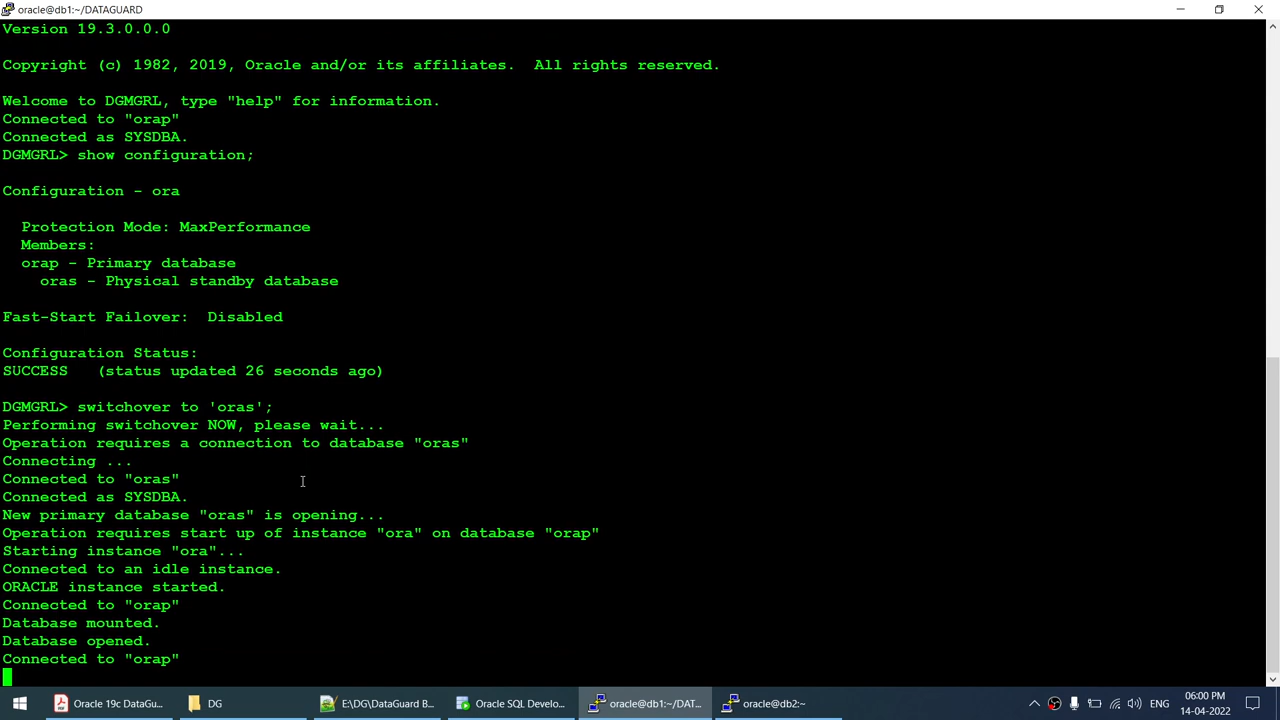 oracle@db1:~/DATAGUARD
Version 19.3.0.0.0
Copyright (c) 1982, 2019, Oracle and/or its affiliates.  All rights reserved.
Welcome to DGMGRL, type "help" for information.
Connected to "orap"
Connected as SYSDBA.
DGMGRL> show configuration;
Configuration - ora
Protection Mode: MaxPerformance
Members:
orap - Primary database
oras - Physical standby database
Fast-Start Failover:  Disabled
Configuration Status:
SUCCESS   (status updated 26 seconds ago)
DGMGRL> switchover to 'oras';
Performing switchover NOW, please wait...
Operation requires a connection to database "oras"
Connecting ...
Connected to "oras"
Connected as SYSDBA.
New primary database "oras" is opening...
Operation requires start up of instance "ora" on database "orap"
Starting instance "ora"...
Connected to an idle instance.
ORACLE instance started.
Connected to "orap"
Database mounted.
Database opened.
Connected to "orap"
Oracle 19c DataGu...
DG
E:\DG\DataGuard B...
Oracle SQL Develo...
oracle@db1:~/DAT...
oracle@db2:~
ENG
06:00 PM
14-04-2022